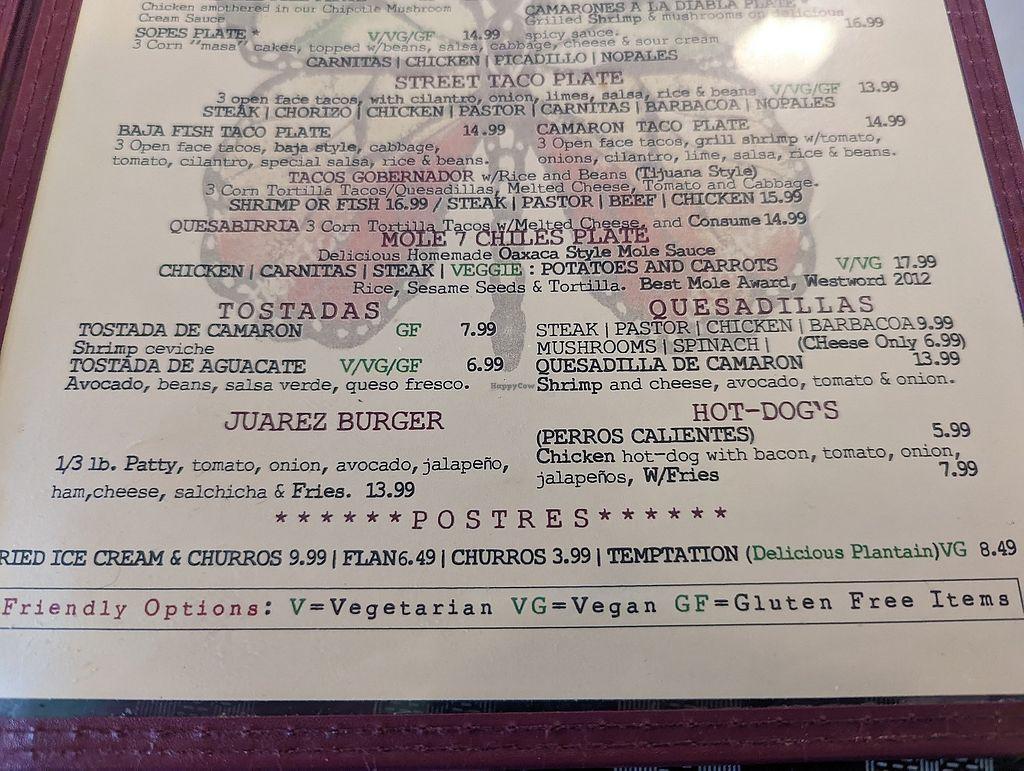 Chicken smothered in our Chipotle Mushroom
Cream Sauce
CAMARONES A LA DIABLA PLATE
Grilled Shrimp & mushrooms on delicious 16.99
spicy sauce.
SOPES PLATE * V/VG/GF 14.99
3 Corn "masa" cakes, topped w/beans, salsa, cabbage, cheese & sour cream
CARNITAS | CHICKEN | PICADILLO | NOPALES
STREET TACO PLATE
3 open face tacos, with cilantro, onion, limes, salsa, rice & beans V/VG/GF 13.99
STEAK | CHORIZO | CHICKEN | PASTOR | CARNITAS | BARBACOA | NOPALES
BAJA FISH TACO PLATE 14.99
3 Open face tacos, baja style, cabbage,
tomato, cilantro, special salsa, rice & beans.
CAMARON TACO PLATE 14.99
3 Open face tacos, grill shrimp w/tomato,
onions, cilantro, lime, salsa, rice & beans.
TACOS GOBERNADOR w/Rice and Beans (Tijuana Style)
3 Corn Tortilla Tacos/Quesadillas, Melted Cheese, Tomato and Cabbage.
SHRIMP OR FISH 16.99 / STEAK | PASTOR | BEEF | CHICKEN 15.99
QUESABIRRIA 3 Corn Tortilla Tacos w/Melted Cheese, and Consume 14.99
MOLE 7 CHILES PLATE
Delicious Homemade Oaxaca Style Mole Sauce
CHICKEN | CARNITAS | STEAK | VEGGIE : POTATOES AND CARROTS V/VG 17.99
Rice, Sesame Seeds & Tortilla. Best Mole Award, Westword 2012
TOSTADAS
TOSTADA DE CAMARON GF 7.99
Shrimp ceviche
TOSTADA DE AGUACATE V/VG/GF 6.99
Avocado, beans, salsa verde, queso fresco.
HappyCow
QUESADILLAS
STEAK | PASTOR | CHICKEN | BARBACOA 9.99
MUSHROOMS | SPINACH | (CHeese Only 6.99)
QUESADILLA DE CAMARON 13.99
Shrimp and cheese, avocado, tomato & onion.
JUAREZ BURGER
1/3 lb. Patty, tomato, onion, avocado, jalapeño,
ham,cheese, salchicha & Fries. 13.99
HOT-DOG'S
(PERROS CALIENTES) 5.99
Chicken hot-dog with bacon, tomato, onion,
jalapeños, W/Fries 7.99
* * * * * * P O S T R E S * * * * * *
RIED ICE CREAM & CHURROS 9.99 | FLAN 6.49 | CHURROS 3.99 | TEMPTATION (Delicious Plantain)VG 8.49
Friendly Options: V=Vegetarian VG=Vegan GF=Gluten Free Items